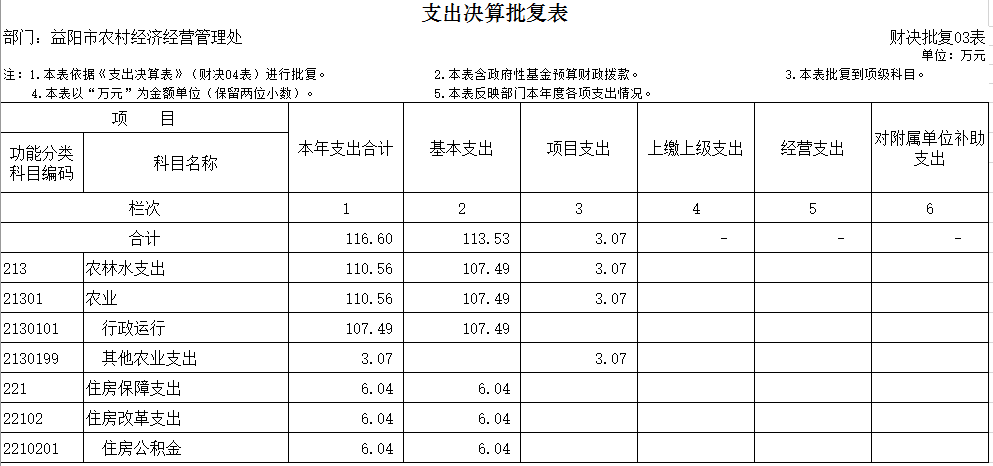 支出决算批复表
部门：益阳市农村经济经营管理处 财决批复03表
单位：万元
注：1.本表依据《支出决算表》（财决04表）进行批复。 2.本表含政府性基金预算财政拨款。 3.本表批复到项级科目。
4.本表以“万元”为金额单位（保留两位小数）。 5.本表反映部门本年度各项支出情况。
项 目 本年支出合计 基本支出 项目支出 上缴上级支出 经营支出 对附属单位补助支出
功能分类科目编码 科目名称
栏次 1 2 3 4 5 6
合计 116.60 113.53 3.07 - - -
213 农林水支出 110.56 107.49 3.07
21301 农业 110.56 107.49 3.07
2130101 行政运行 107.49 107.49
2130199 其他农业支出 3.07 3.07
221 住房保障支出 6.04 6.04
22102 住房改革支出 6.04 6.04
2210201 住房公积金 6.04 6.04